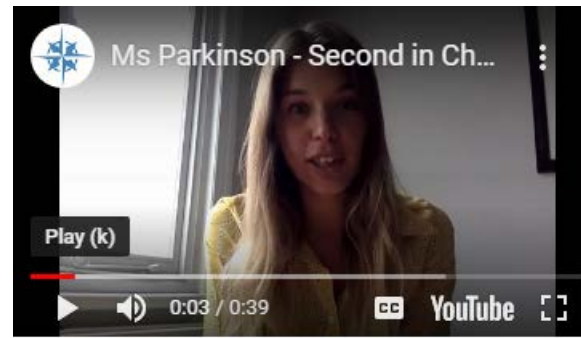 Ms Parkinson - Second in Ch...
Play (k)
0:03 / 0:39
CC
YouTube